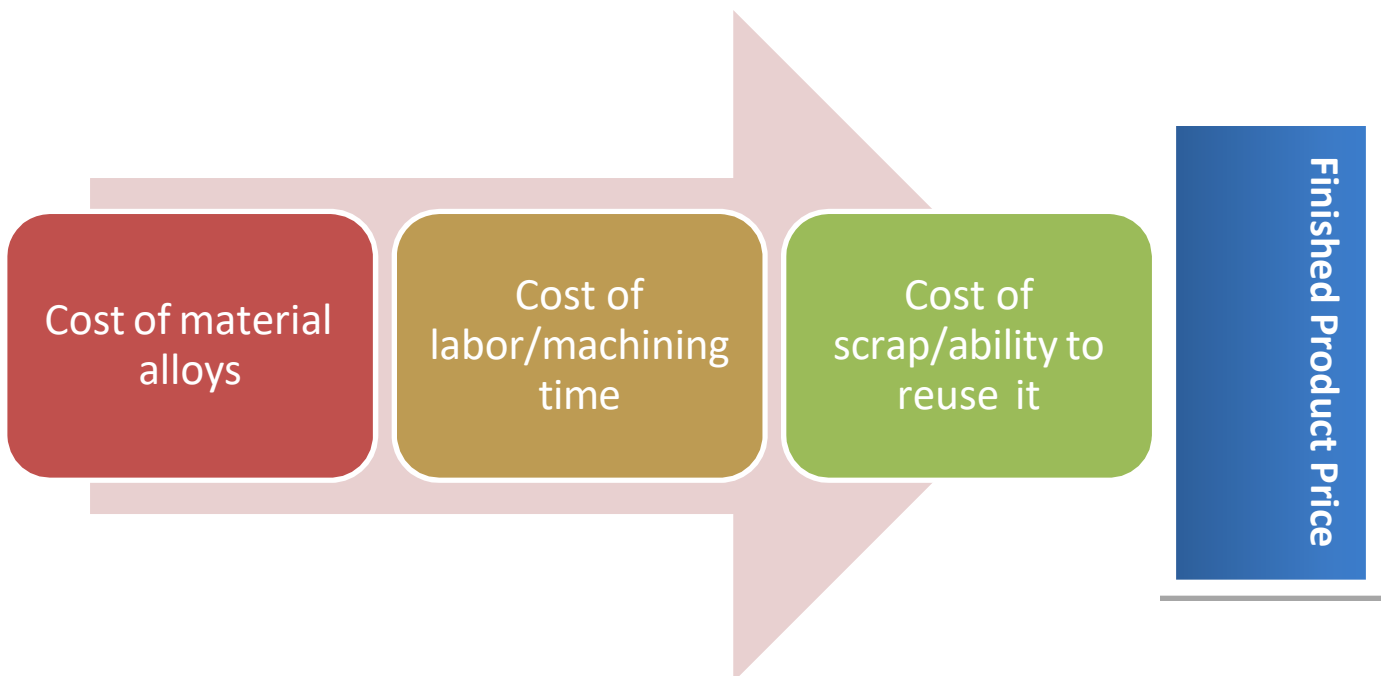 Cost of material
alloys
Cost of
labor/machining
time
Cost of
scrap/ability to
reuse it
Finished Product Price